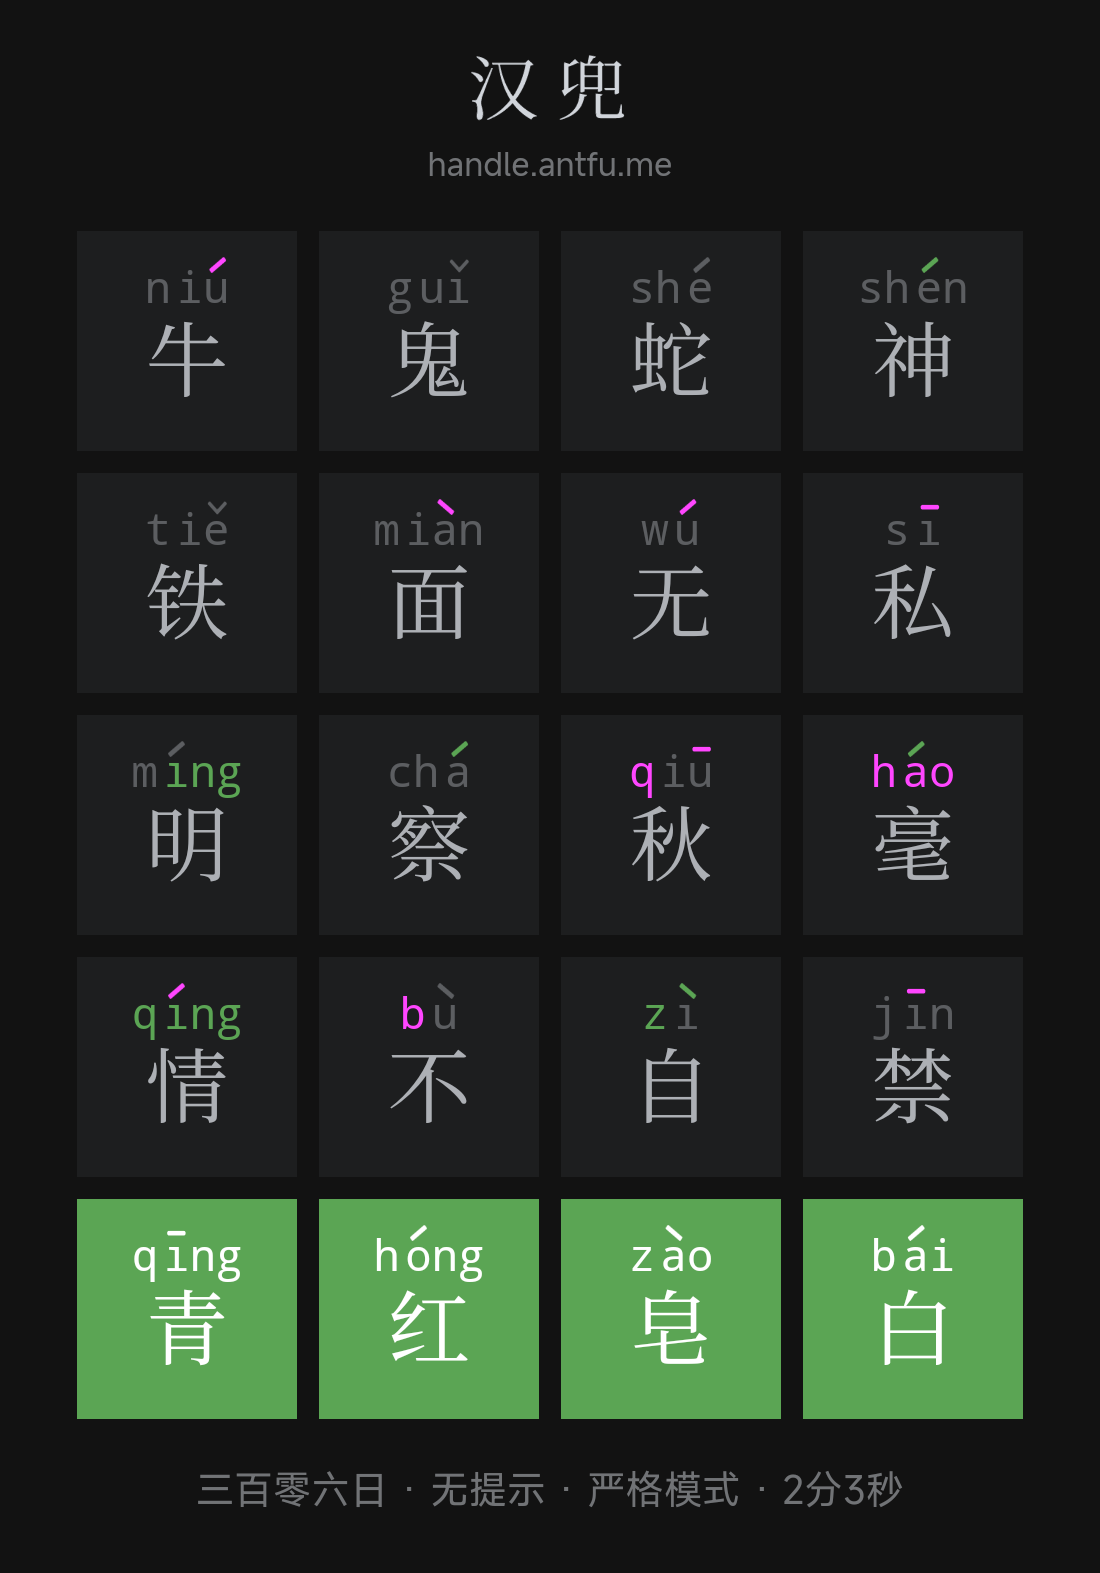 汉兜
handle.antfu.me
niú guǐ shé shén
牛 鬼 蛇 神
tiě miàn wú sī
铁 面 无 私
míng chá qiū háo
明 察 秋 毫
qíng bù zì jīn
情 不 自 禁
qīng hóng zào bái
青 红 皂 白
三百零六日 · 无提示 · 严格模式 · 2分3秒